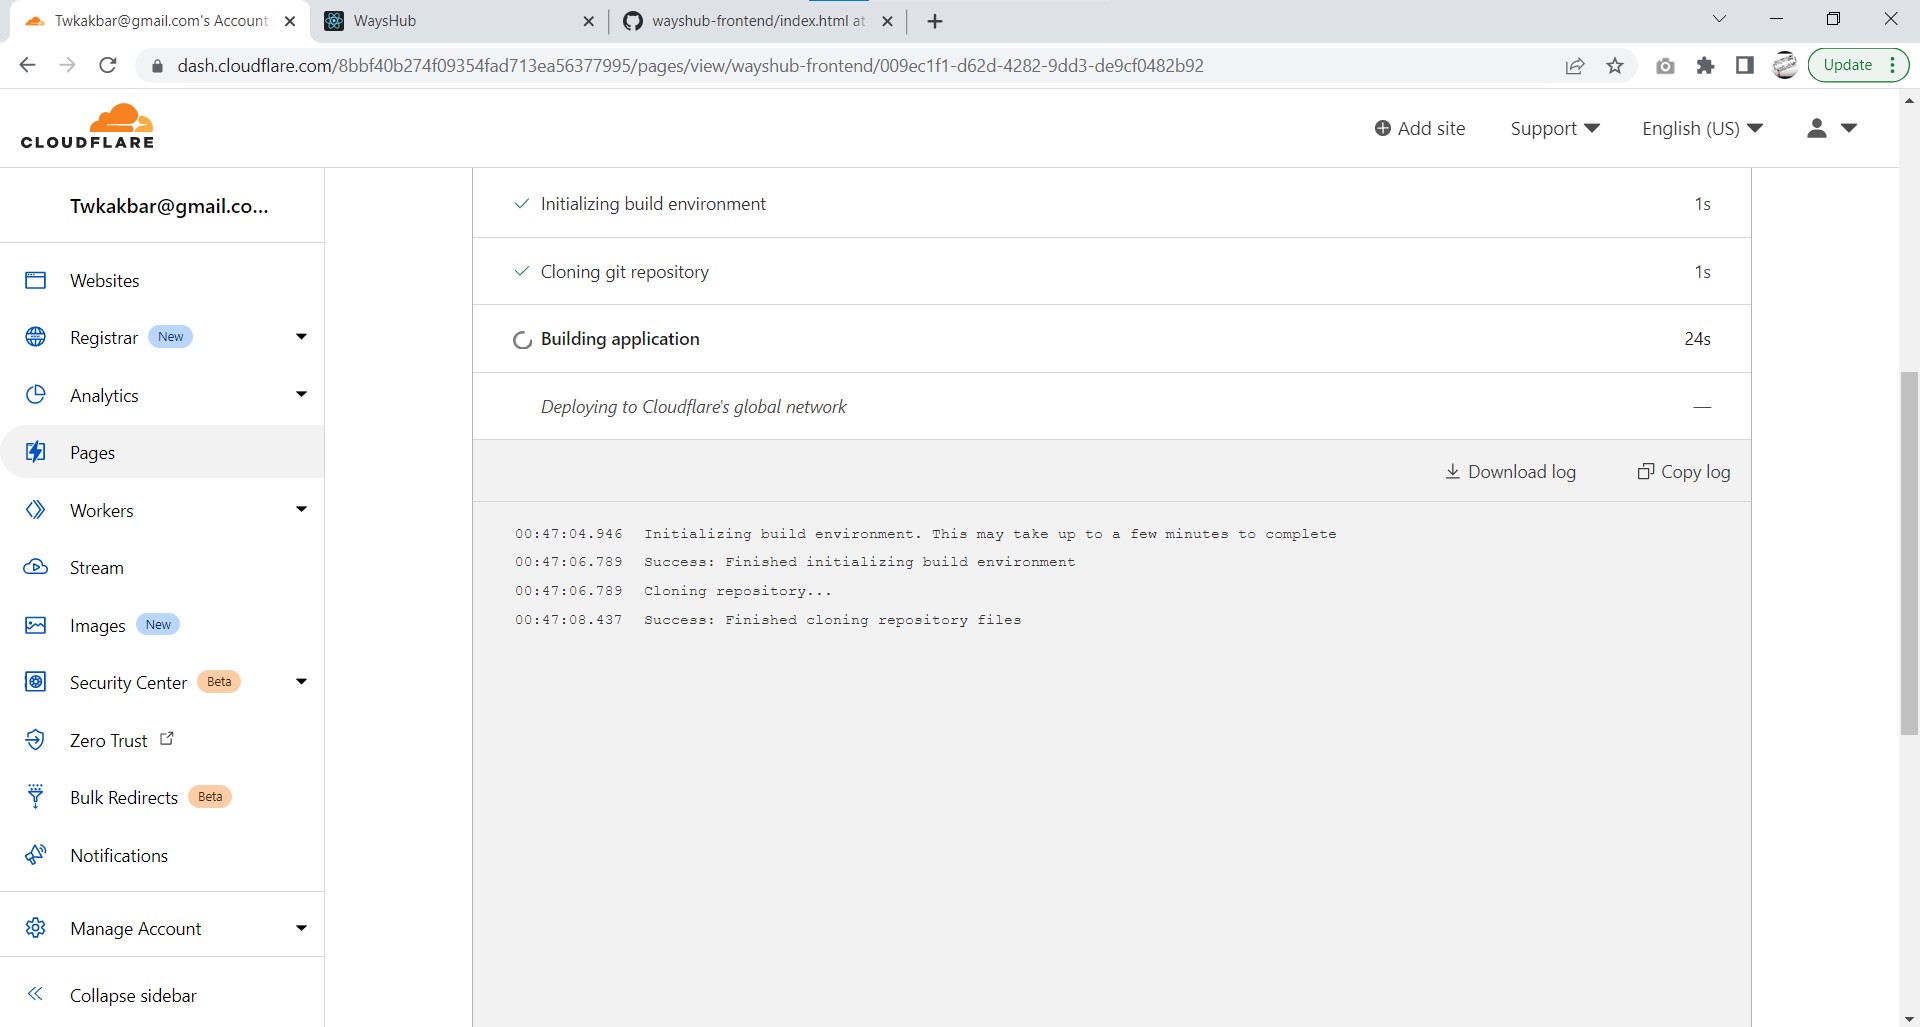 Twkakbar@gmail.com's Account
WaysHub
wayshub-frontend/index.html at
dash.cloudflare.com/8bbf40b274f09354fad713ea56377995/pages/view/wayshub-frontend/009ec1f1-d62d-4282-9dd3-de9cf0482b92
Update
CLOUDFLARE
Add site
Support
English (US)
Twkakbar@gmail.co...
Websites
Registrar New
Analytics
Pages
Workers
Stream
Images New
Security Center Beta
Zero Trust
Bulk Redirects Beta
Notifications
Manage Account
Collapse sidebar
Initializing build environment 1s
Cloning git repository 1s
Building application 24s
Deploying to Cloudflare's global network —
Download log Copy log
00:47:04.946 Initializing build environment. This may take up to a few minutes to complete
00:47:06.789 Success: Finished initializing build environment
00:47:06.789 Cloning repository...
00:47:08.437 Success: Finished cloning repository files